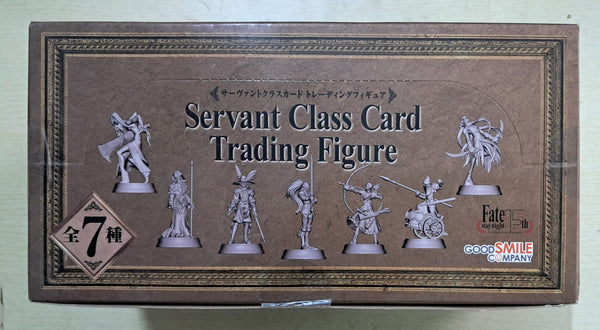 サーヴァントクラスカード トレーディングフィギュア
Servant Class Card
Trading Figure
全7種
Fate
stay night
15th
GOOD SMILE
COMPANY